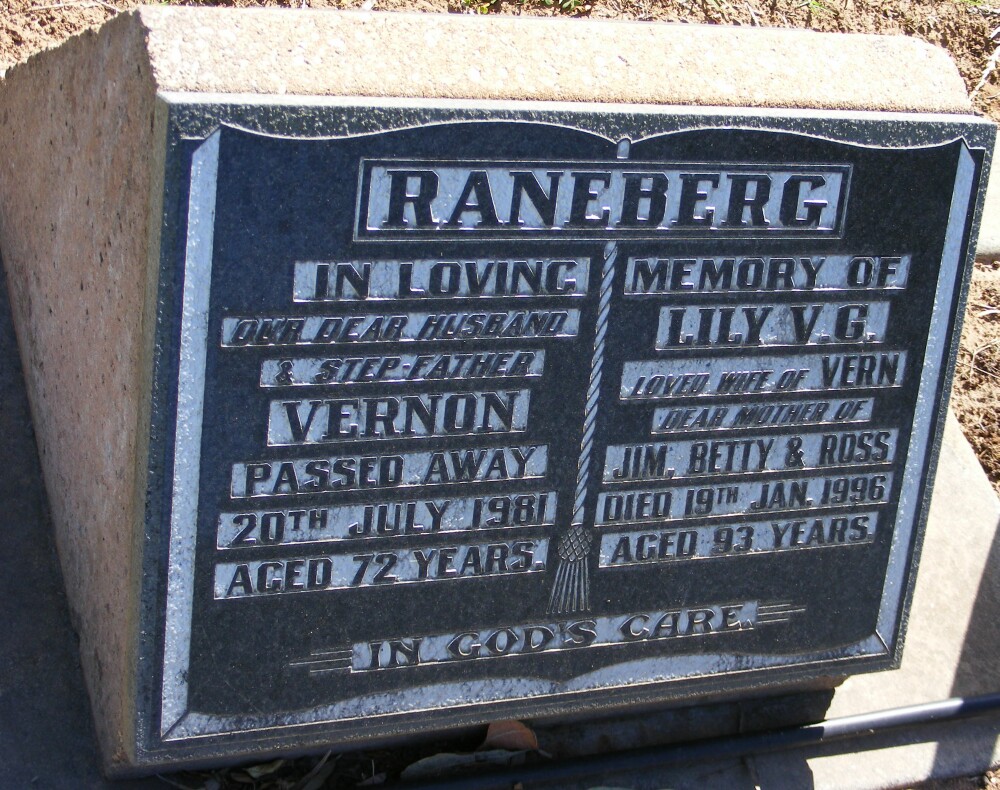 RANEBERG
IN LOVING MEMORY OF
OUR DEAR HUSBAND
& STEP-FATHER
VERNON
PASSED AWAY
20TH JULY 1981
AGED 72 YEARS.
LILY V.G.
LOVED WIFE OF VERN
DEAR MOTHER OF
JIM, BETTY & ROSS
DIED 19TH JAN. 1996
AGED 93 YEARS.
IN GOD'S CARE.